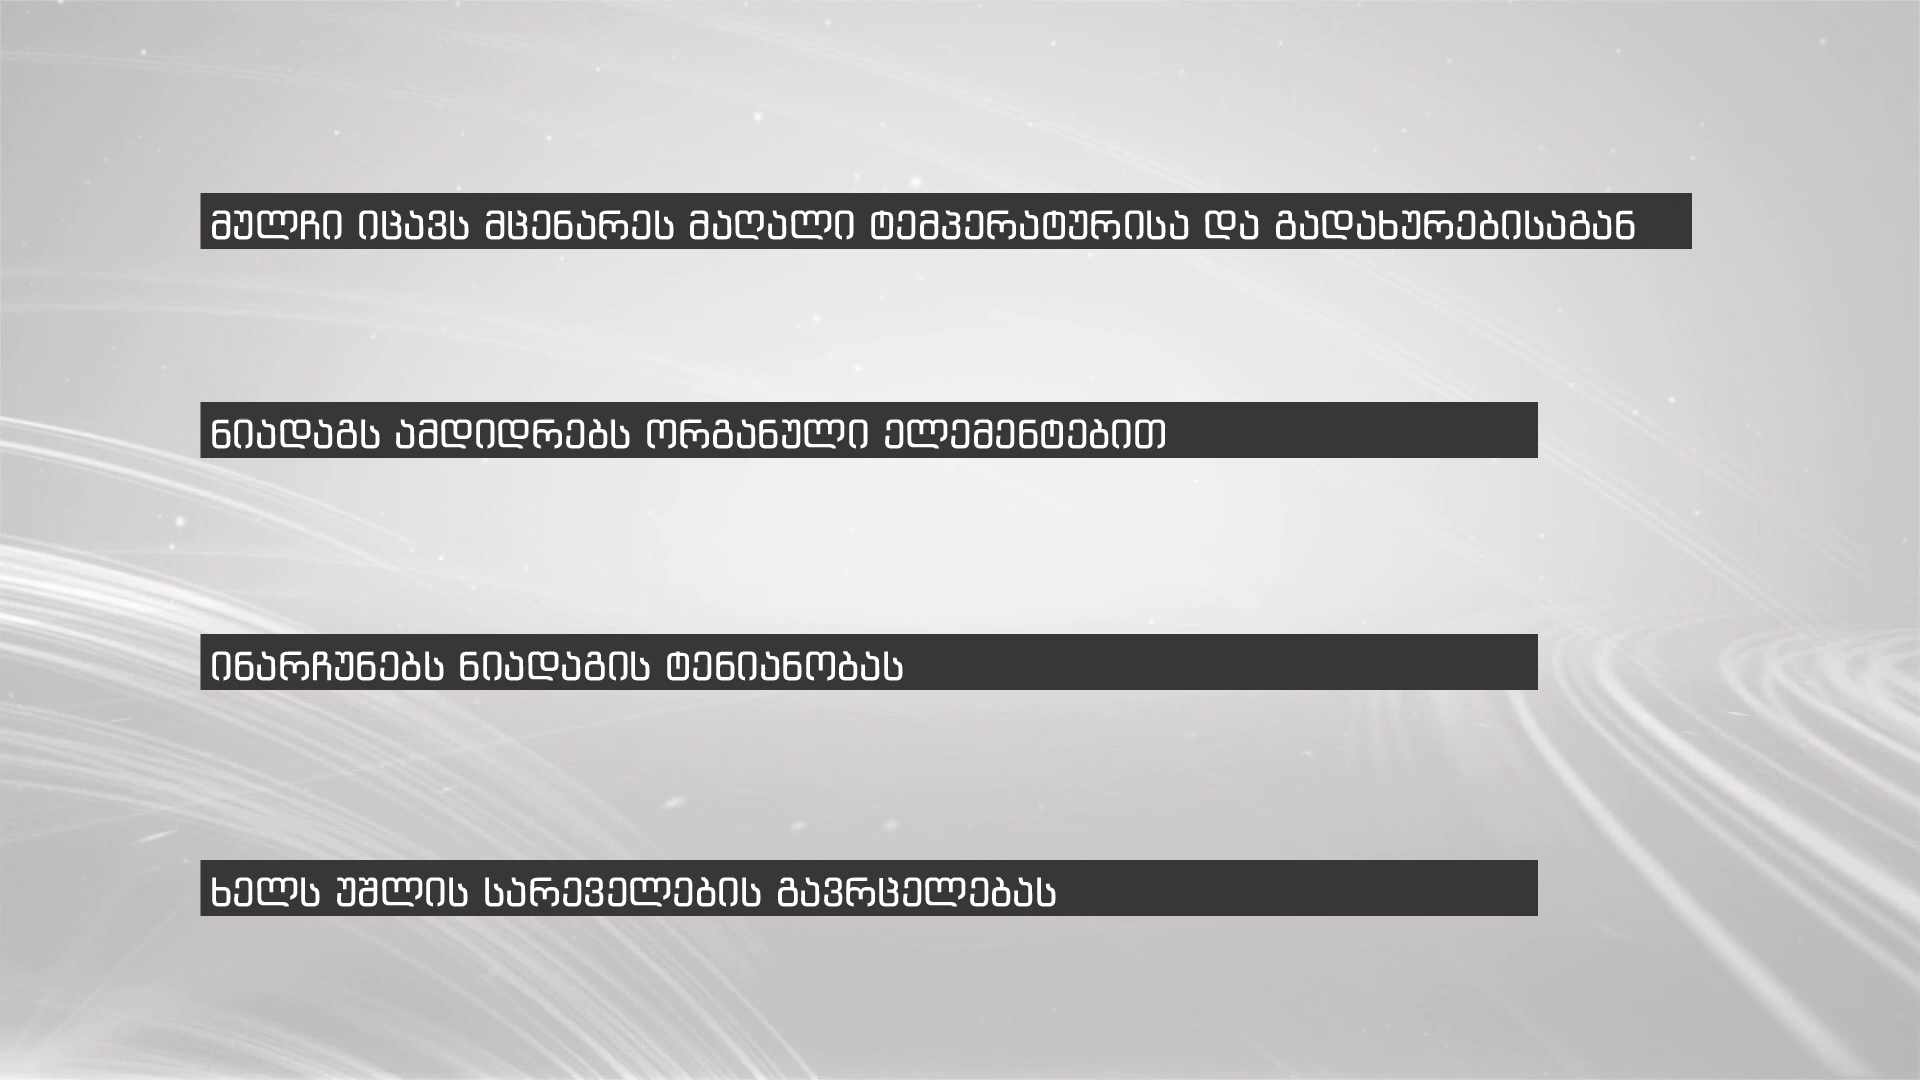 მულჩი იცავს მცენარეს მაღალი ტემპერატურისა და გადახურებისაგან
ნიადაგს ამდიდრებს ორგანული ელემენტებით
ინარჩუნებს ნიადაგის ტენიანობას
ხელს უშლის სარეველების გავრცელებას